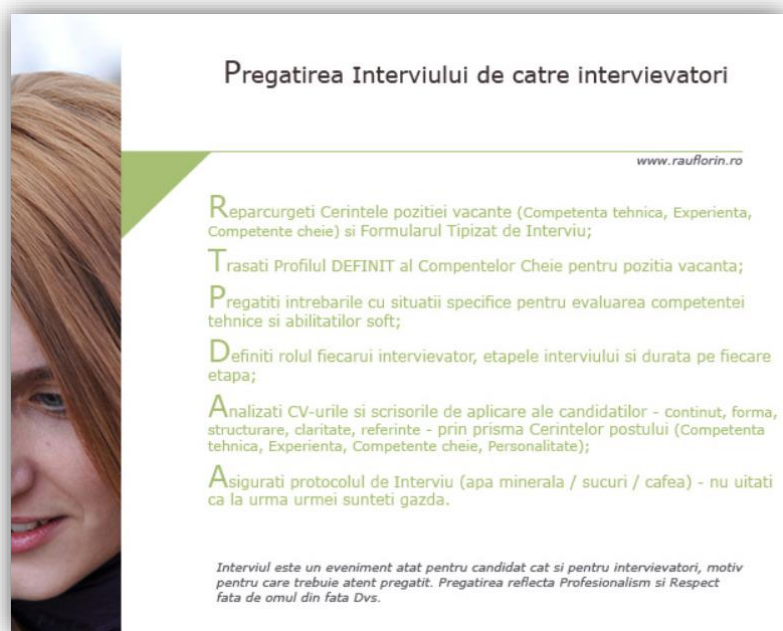 Pregatirea Interviului de catre intervievatori
www.rauflorin.ro
Reparcurgeti Cerintele pozitiei vacante (Competenta tehnica, Experienta,
Competente cheie) si Formularul Tipizat de Interviu;
Trasati Profilul DEFINIT al Compentelor Cheie pentru pozitia vacanta;
Pregatiti intrebarile cu situatii specifice pentru evaluarea competentei
tehnice si abilitatilor soft;
Definiti rolul fiecarui intervievator, etapele interviului si durata pe fiecare
etapa;
Analizati CV-urile si scrisorile de aplicare ale candidatilor - continut, forma,
structurare, claritate, referinte - prin prisma Cerintelor postului (Competenta
tehnica, Experienta, Competente cheie, Personalitate);
Asigurati protocolul de Interviu (apa minerala / sucuri / cafea) - nu uitati
ca la urma urmei sunteti gazda.
Interviul este un eveniment atat pentru candidat cat si pentru intervievatori, motiv
pentru care trebuie atent pregatit. Pregatirea reflecta Profesionalism si Respect
fata de omul din fata Dvs.